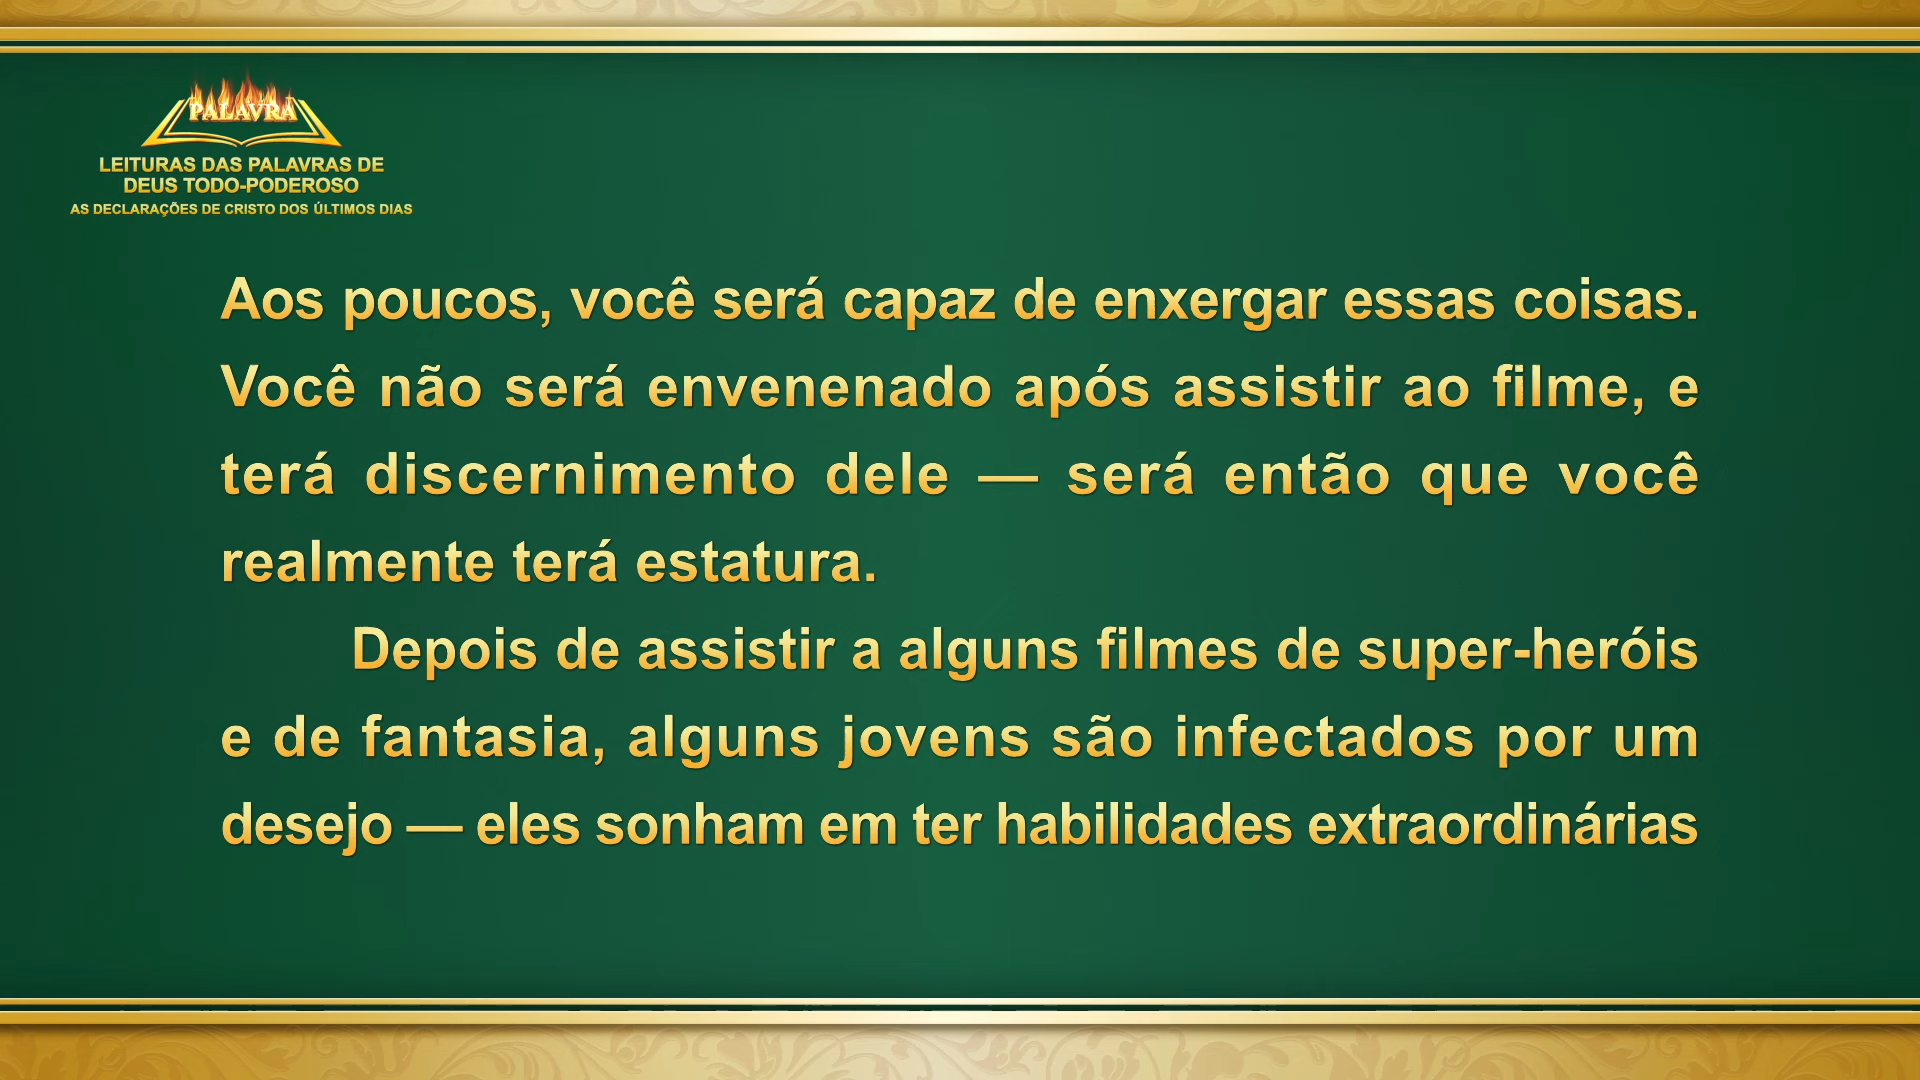 PALAVRA
LEITURAS DAS PALAVRAS DE
DEUS TODO-PODEROSO
AS DECLARAÇÕES DE CRISTO DOS ÚLTIMOS DIAS
Aos poucos, você será capaz de enxergar essas coisas.
Você não será envenenado após assistir ao filme, e
terá discernimento dele — será então que você
realmente terá estatura.
Depois de assistir a alguns filmes de super-heróis
e de fantasia, alguns jovens são infectados por um
desejo — eles sonham em ter habilidades extraordinárias